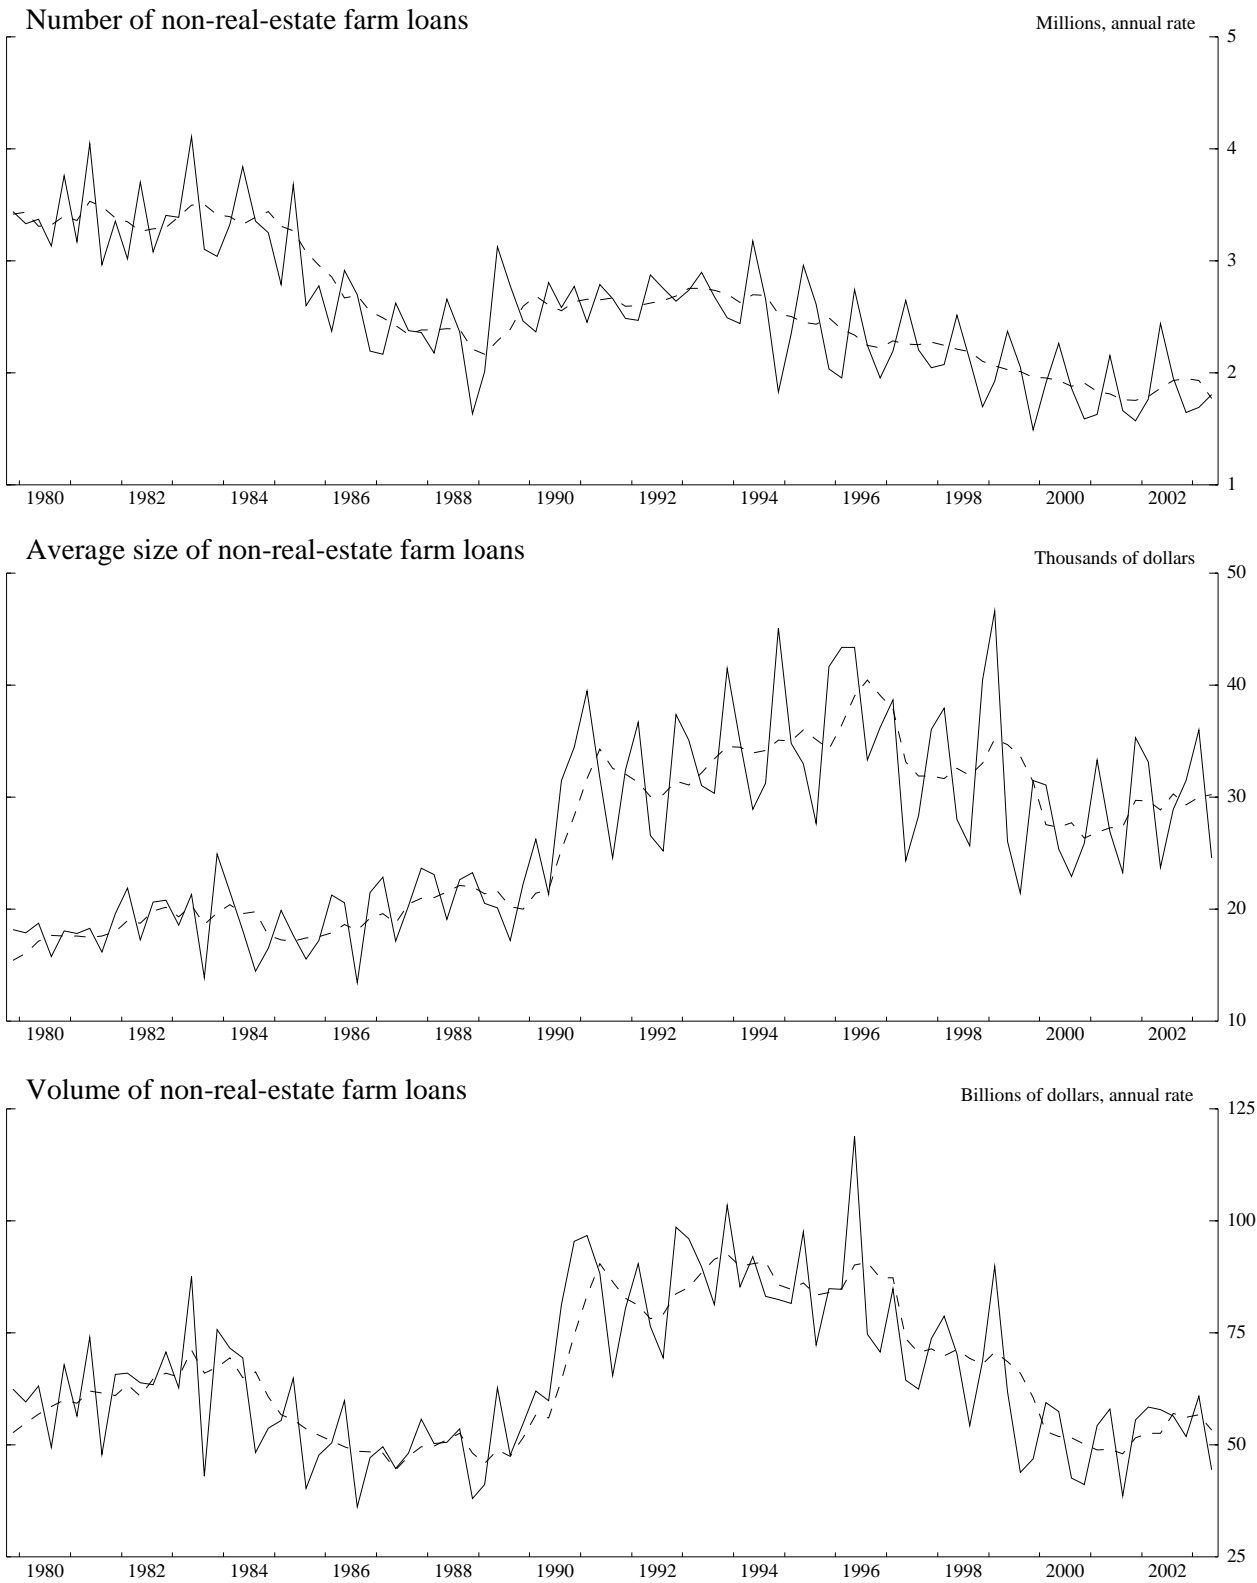 Number of non-real-estate farm loans
Millions, annual rate
5
4
3
2
1
1980 1982 1984 1986 1988 1990 1992 1994 1996 1998 2000 2002
Average size of non-real-estate farm loans
Thousands of dollars
50
40
30
20
10
1980 1982 1984 1986 1988 1990 1992 1994 1996 1998 2000 2002
Volume of non-real-estate farm loans
Billions of dollars, annual rate
125
100
75
50
25
1980 1982 1984 1986 1988 1990 1992 1994 1996 1998 2000 2002